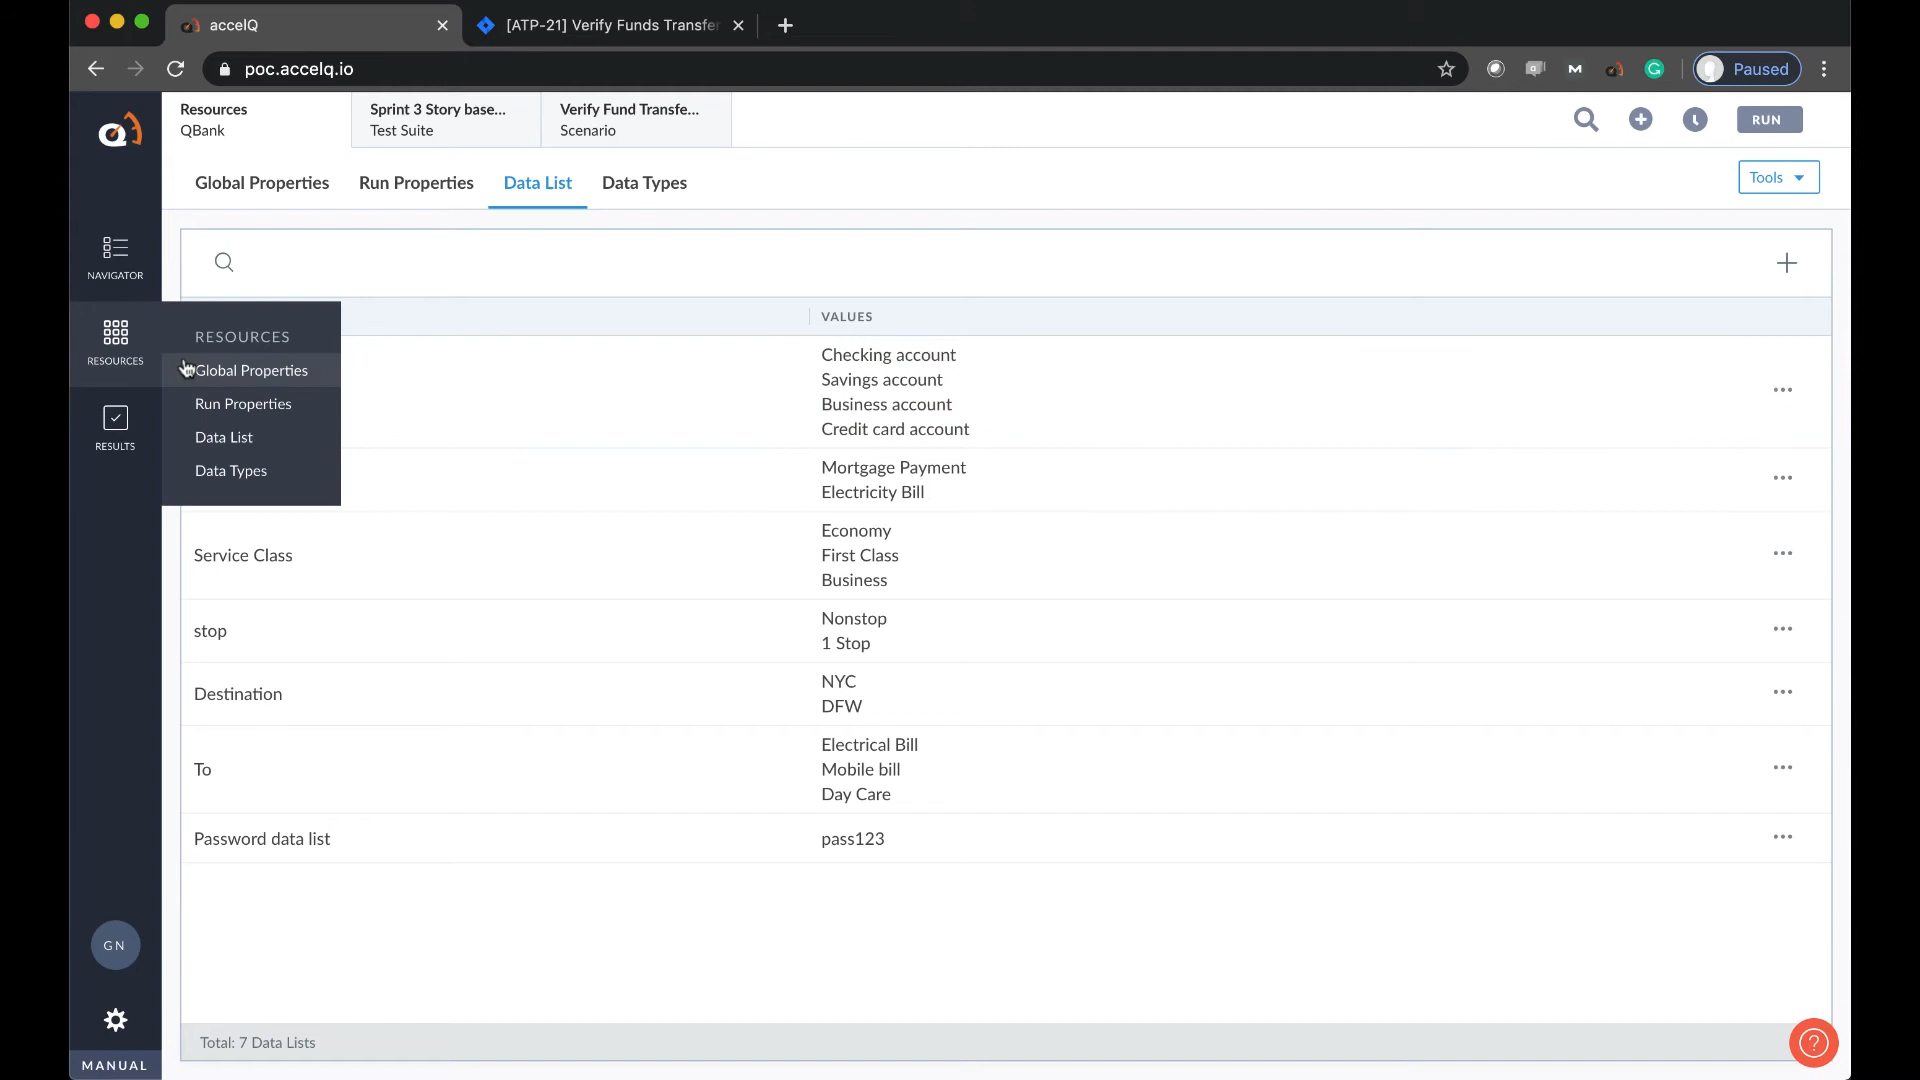 accelQ
[ATP-21] Verify Funds Transfer
poc.accelq.io
Paused
Resources
QBank
Sprint 3 Story base...
Test Suite
Verify Fund Transfe...
Scenario
RUN
Global Properties
Run Properties
Data List
Data Types
Tools
NAVIGATOR
RESOURCES
RESULTS
RESOURCES
Global Properties
Run Properties
Data List
Data Types
VALUES
Checking account
Savings account
Business account
Credit card account
Mortgage Payment
Electricity Bill
Service Class
Economy
First Class
Business
stop
Nonstop
1 Stop
Destination
NYC
DFW
To
Electrical Bill
Mobile bill
Day Care
Password data list
pass123
GN
MANUAL
Total: 7 Data Lists